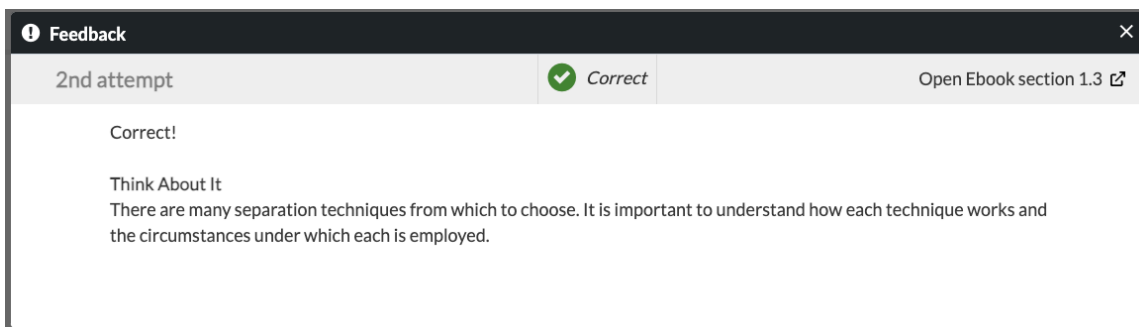 Feedback
2nd attempt
Correct
Open Ebook section 1.3
Correct!
Think About It
There are many separation techniques from which to choose. It is important to understand how each technique works and
the circumstances under which each is employed.